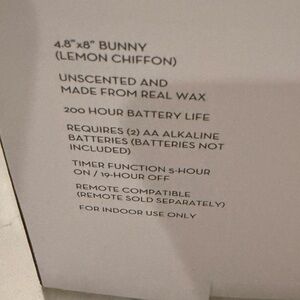 4.8"x8" BUNNY
(LEMON CHIFFON)
UNSCENTED AND
MADE FROM REAL WAX
200 HOUR BATTERY LIFE
REQUIRES (2) AA ALKALINE
BATTERIES (BATTERIES NOT
INCLUDED)
TIMER FUNCTION 5-HOUR
ON / 19-HOUR OFF
REMOTE COMPATIBLE
(REMOTE SOLD SEPARATELY)
FOR INDOOR USE ONLY